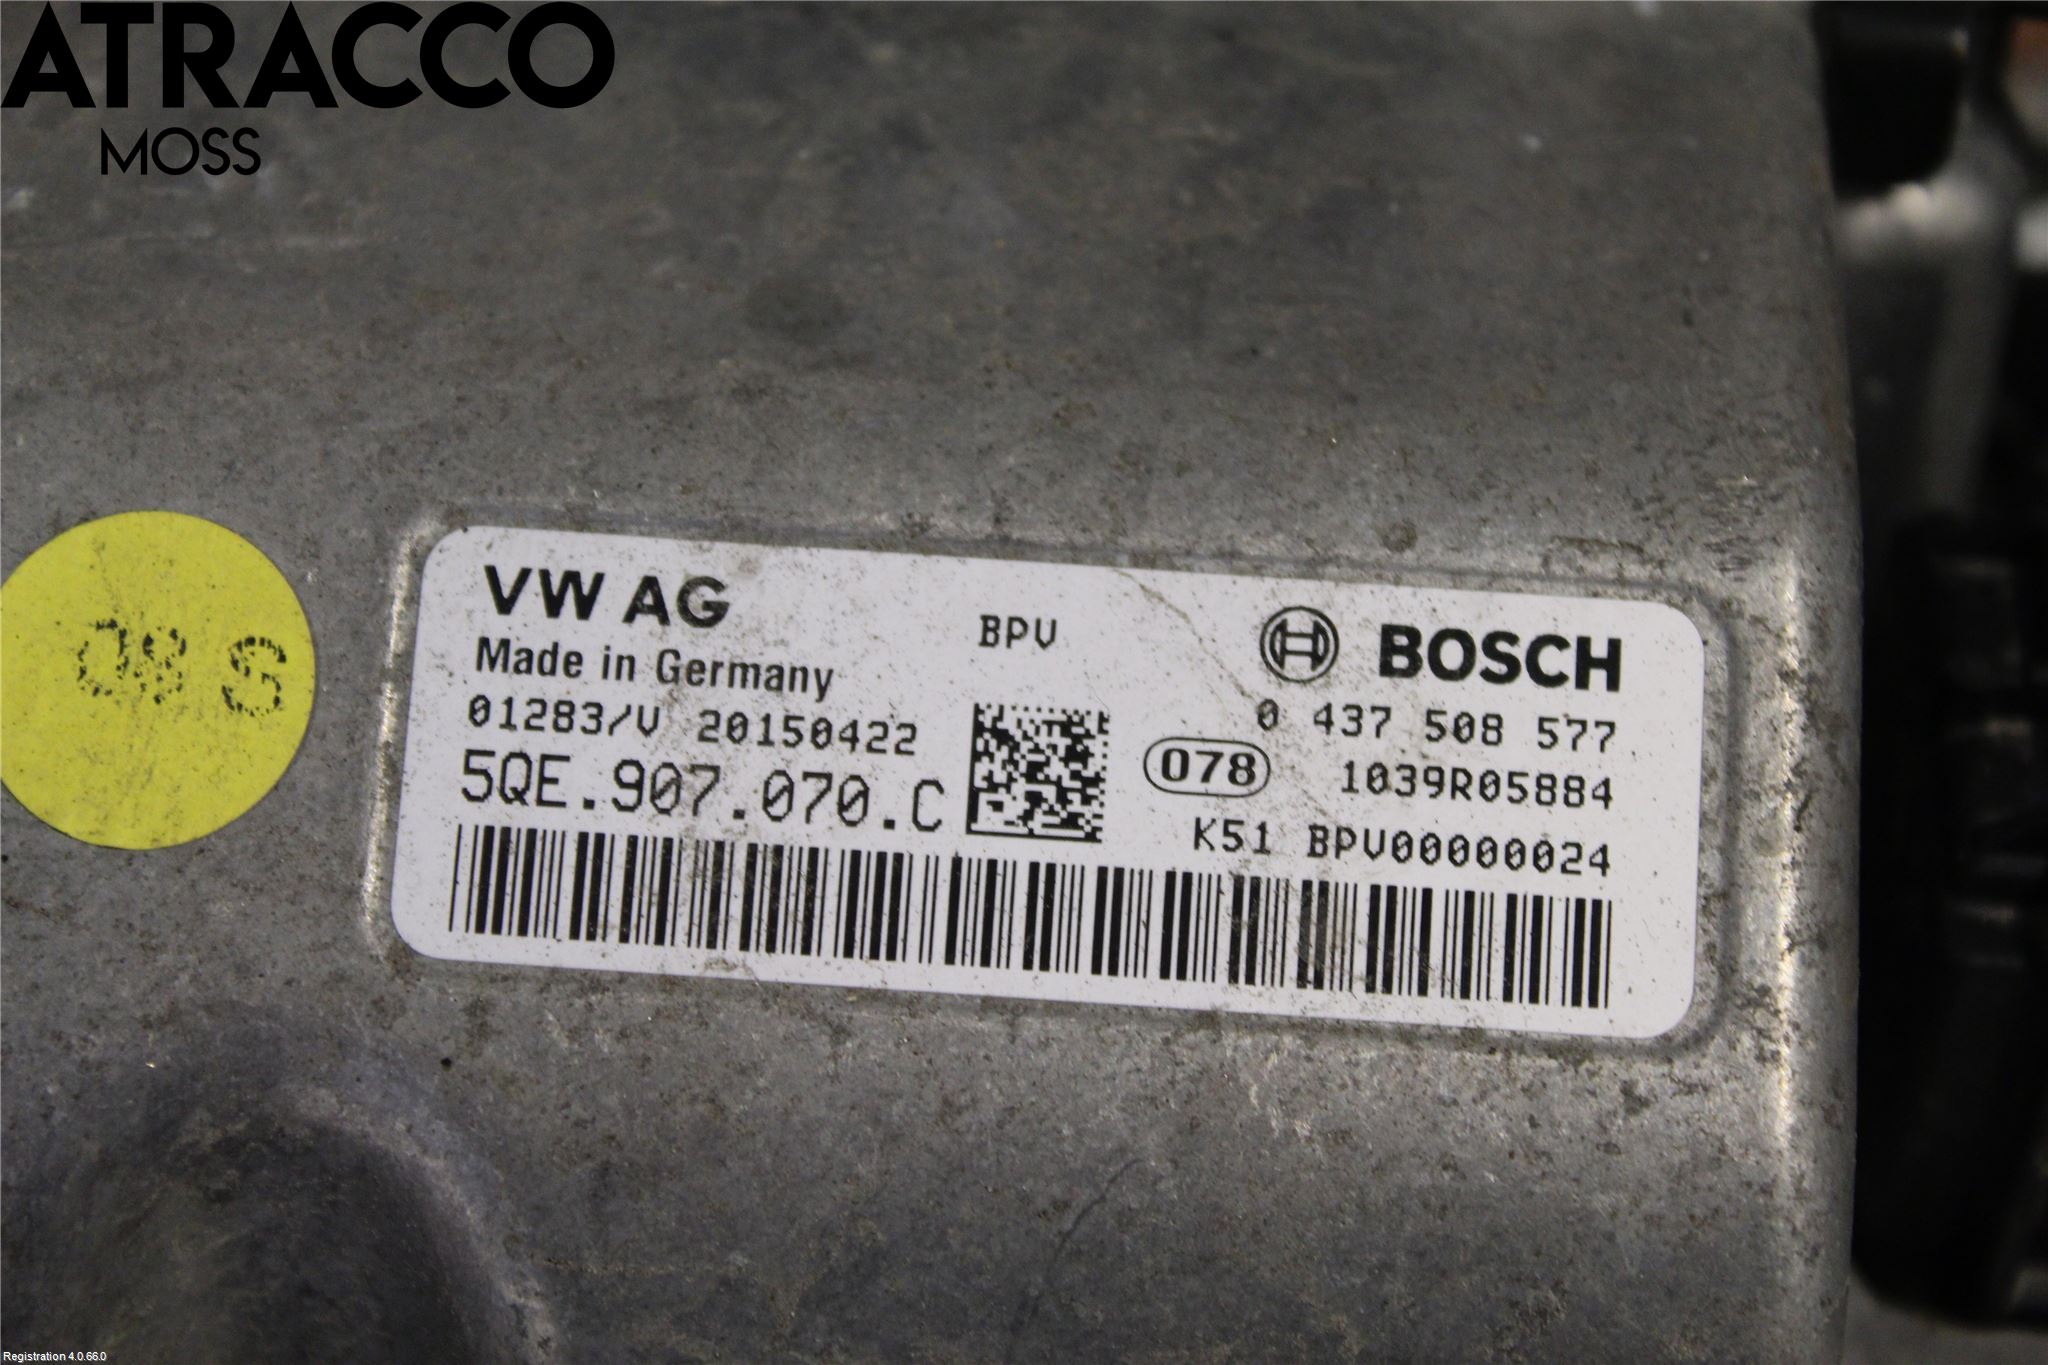 ATRACCO
MOSS
VW AG
BPV
BOSCH
Made in Germany
01283/V 20150422
0 437 508 577
5QE.907.070.C
078
1039R05884
K51 BPV00000024
08 S
Registration 4.0.66.0